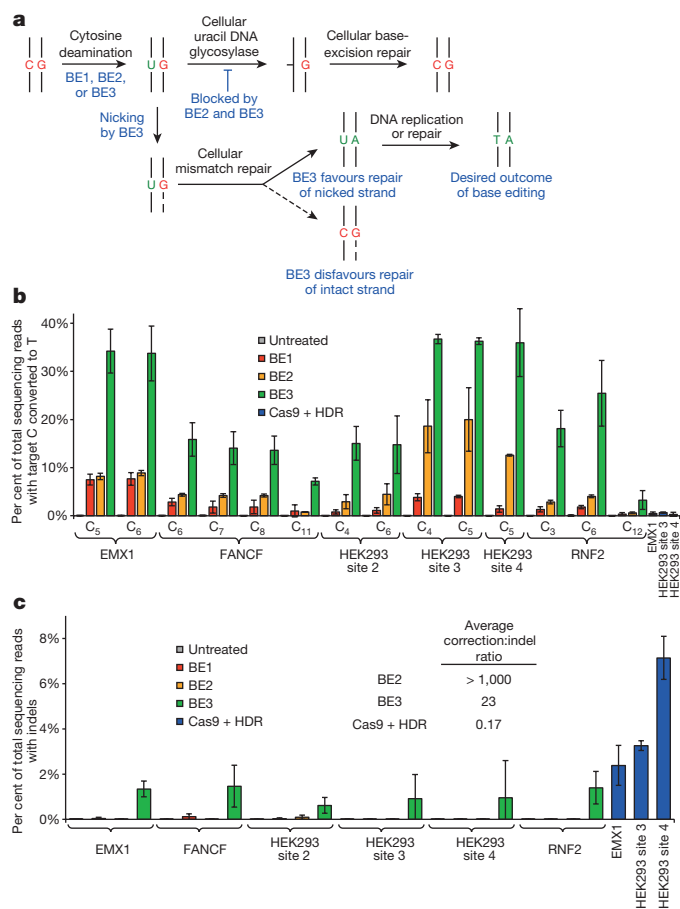 a
Cytosine
deamination
BE1, BE2,
or BE3
Cellular
uracil DNA
glycosylase
Blocked by
BE2 and BE3
Cellular base-
excision repair
C G
U G
G
C G
Nicking
by BE3
U G
Cellular
mismatch repair
U A
BE3 favours repair
of nicked strand
DNA replication
or repair
T A
Desired outcome
of base editing
C G
BE3 disfavours repair
of intact strand
b
Per cent of total sequencing reads
with target C converted to T
40%
30%
20%
10%
0%
Untreated
BE1
BE2
BE3
Cas9 + HDR
C5 C6 C6 C7 C8 C11 C4 C6 C4 C5 C5 C3 C6 C12
EMX1
FANCF
HEK293
site 2
HEK293
site 3
HEK293
site 4
RNF2
EMX1
HEK293 site 3
HEK293 site 4
c
Per cent of total sequencing reads
with indels
8%
6%
4%
2%
0%
Untreated
BE1
BE2
BE3
Cas9 + HDR
Average
correction:indel
ratio
BE2 > 1,000
BE3 23
Cas9 + HDR 0.17
EMX1
FANCF
HEK293
site 2
HEK293
site 3
HEK293
site 4
RNF2
EMX1
HEK293 site 3
HEK293 site 4